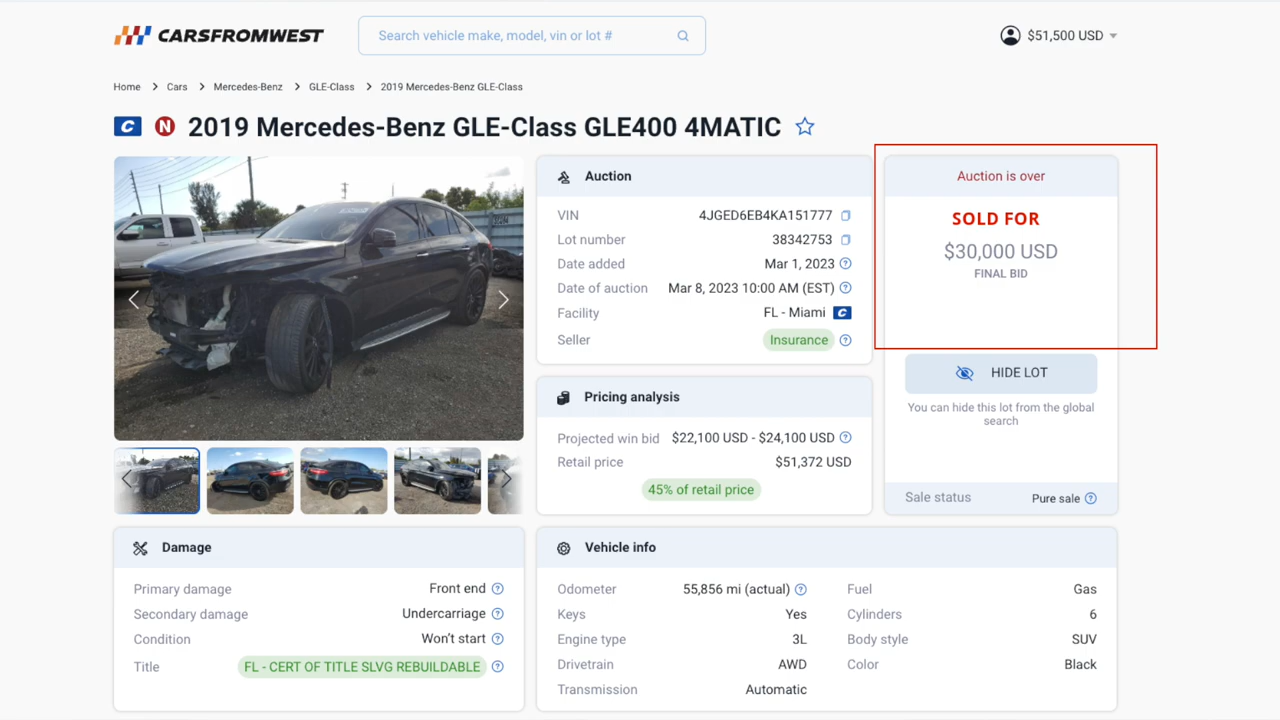 CARSFROMWEST
Search vehicle make, model, vin or lot #
$51,500 USD
Home > Cars > Mercedes-Benz > GLE-Class > 2019 Mercedes-Benz GLE-Class
C N 2019 Mercedes-Benz GLE-Class GLE400 4MATIC
Auction
VIN 4JGED6EB4KA151777
Lot number 38342753
Date added Mar 1, 2023
Date of auction Mar 8, 2023 10:00 AM (EST)
Facility FL - Miami C
Seller Insurance
Pricing analysis
Projected win bid $22,100 USD - $24,100 USD
Retail price $51,372 USD
45% of retail price
Auction is over
SOLD FOR
$30,000 USD
FINAL BID
HIDE LOT
You can hide this lot from the global
search
Sale status Pure sale
Damage
Primary damage Front end
Secondary damage Undercarriage
Condition Won't start
Title FL - CERT OF TITLE SLVG REBUILDABLE
Vehicle info
Odometer 55,856 mi (actual)
Keys Yes
Engine type 3L
Drivetrain AWD
Transmission Automatic
Fuel Gas
Cylinders 6
Body style SUV
Color Black